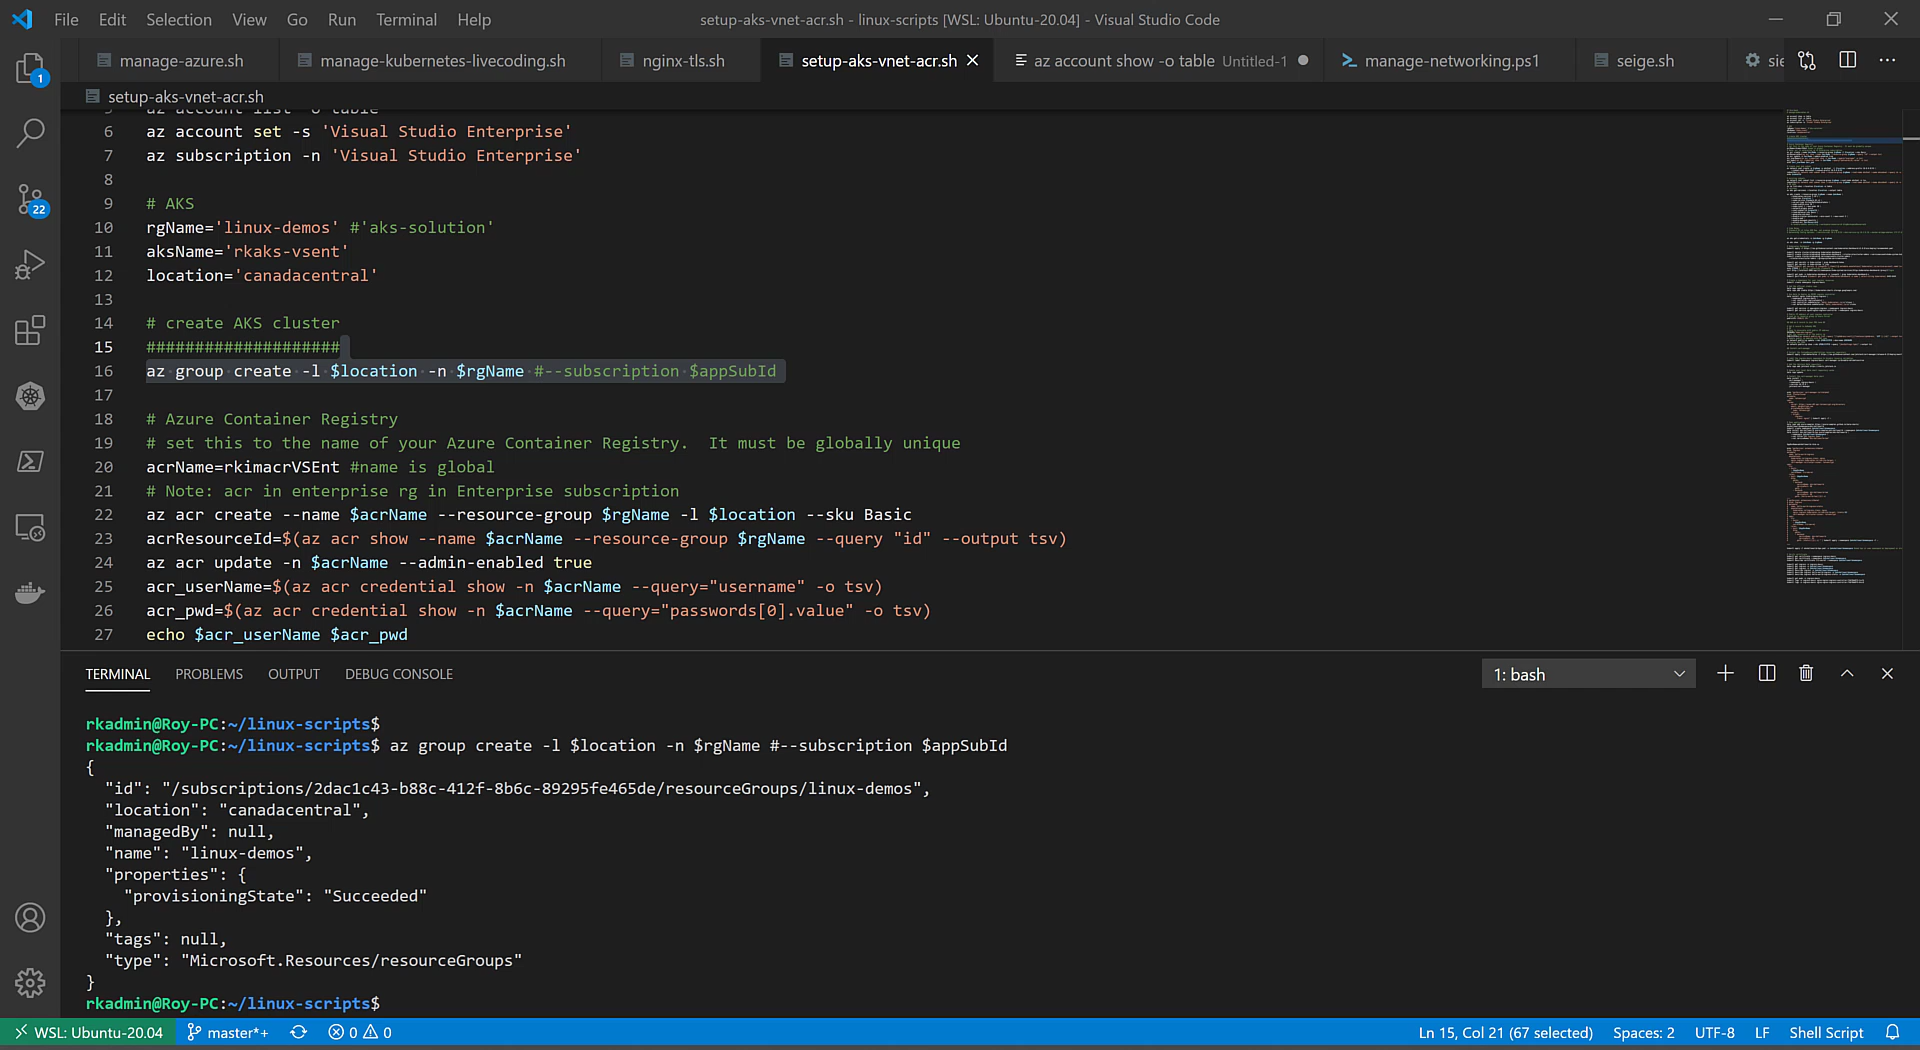 File Edit Selection View Go Run Terminal Help
setup-aks-vnet-acr.sh - linux-scripts [WSL: Ubuntu-20.04] - Visual Studio Code
manage-azure.sh
manage-kubernetes-livecoding.sh
nginx-tls.sh
setup-aks-vnet-acr.sh
az account show -o table Untitled-1
manage-networking.ps1
seige.sh
sie
1
22
setup-aks-vnet-acr.sh
5 az account list -o table
6 az account set -s 'Visual Studio Enterprise'
7 az subscription -n 'Visual Studio Enterprise'
8
9 # AKS
10 rgName='linux-demos' #'aks-solution'
11 aksName='rkaks-vsent'
12 location='canadacentral'
13
14 # create AKS cluster
15 ####################
16 az group create -l $location -n $rgName #--subscription $appSubId
17
18 # Azure Container Registry
19 # set this to the name of your Azure Container Registry.  It must be globally unique
20 acrName=rkimacrVSEnt #name is global
21 # Note: acr in enterprise rg in Enterprise subscription
22 az acr create --name $acrName --resource-group $rgName -l $location --sku Basic
23 acrResourceId=$(az acr show --name $acrName --resource-group $rgName --query "id" --output tsv)
24 az acr update -n $acrName --admin-enabled true
25 acr_userName=$(az acr credential show -n $acrName --query="username" -o tsv)
26 acr_pwd=$(az acr credential show -n $acrName --query="passwords[0].value" -o tsv)
27 echo $acr_userName $acr_pwd
TERMINAL PROBLEMS OUTPUT DEBUG CONSOLE
1: bash
rkadmin@Roy-PC:~/linux-scripts$
rkadmin@Roy-PC:~/linux-scripts$ az group create -l $location -n $rgName #--subscription $appSubId
{
"id": "/subscriptions/2dac1c43-b88c-412f-8b6c-89295fe465de/resourceGroups/linux-demos",
"location": "canadacentral",
"managedBy": null,
"name": "linux-demos",
"properties": {
"provisioningState": "Succeeded"
},
"tags": null,
"type": "Microsoft.Resources/resourceGroups"
}
rkadmin@Roy-PC:~/linux-scripts$
WSL: Ubuntu-20.04 master*+ 0 0 Ln 15, Col 21 (67 selected) Spaces: 2 UTF-8 LF Shell Script